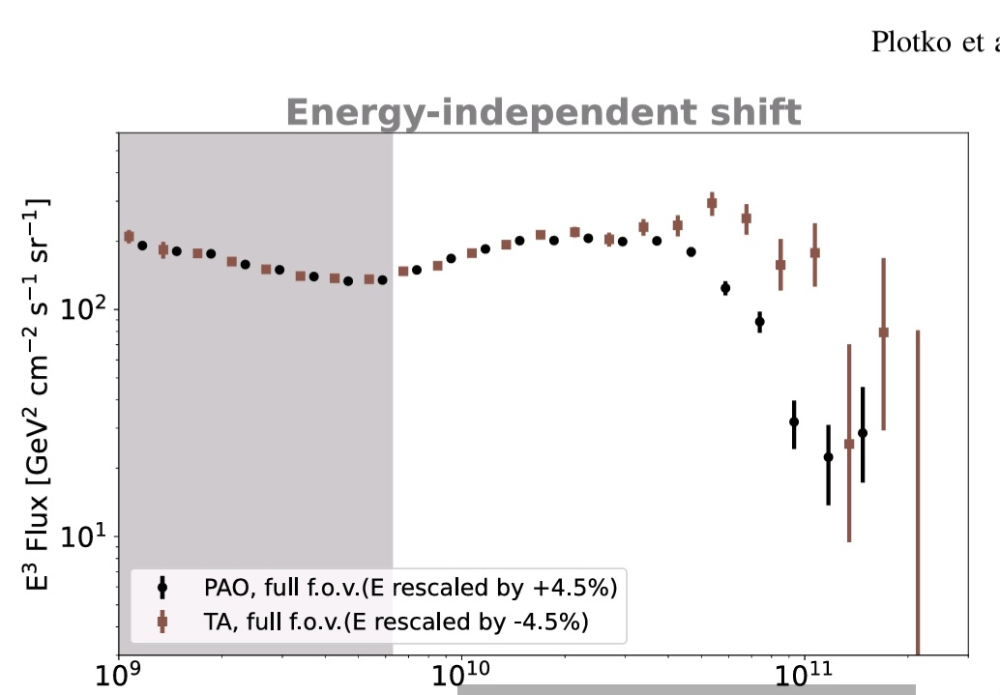 Plotko et a
Energy-independent shift
E³ Flux [GeV² cm⁻² s⁻¹ sr⁻¹]
10²
10¹
PAO, full f.o.v.(E rescaled by +4.5%)
TA, full f.o.v.(E rescaled by -4.5%)
10⁹ 10¹⁰ 10¹¹